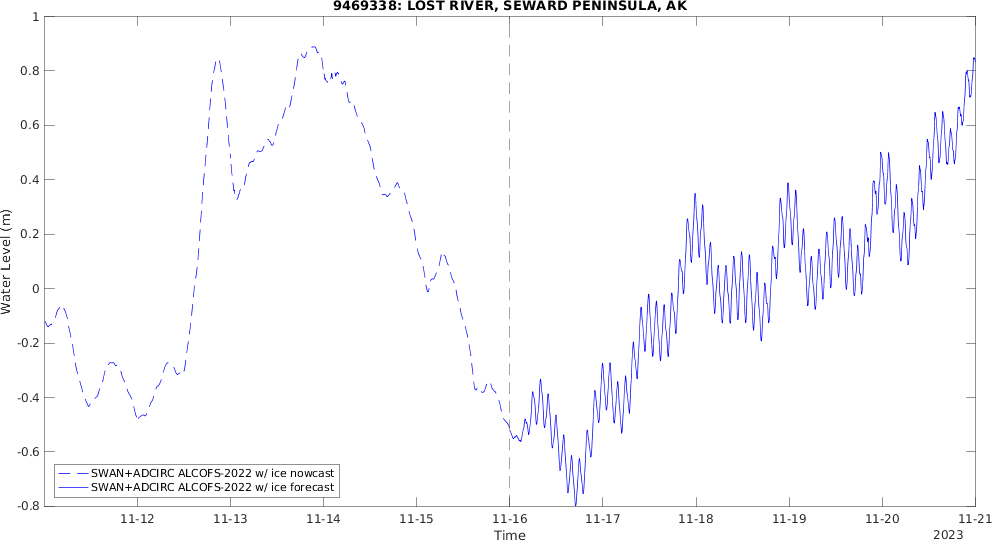 9469338: LOST RIVER, SEWARD PENINSULA, AK
1
0.8
0.6
0.4
0.2
0
-0.2
-0.4
-0.6
-0.8
Water Level (m)
SWAN+ADCIRC ALCOFS-2022 w/ ice nowcast
SWAN+ADCIRC ALCOFS-2022 w/ ice forecast
11-12 11-13 11-14 11-15 11-16 11-17 11-18 11-19 11-20 11-21
Time
2023